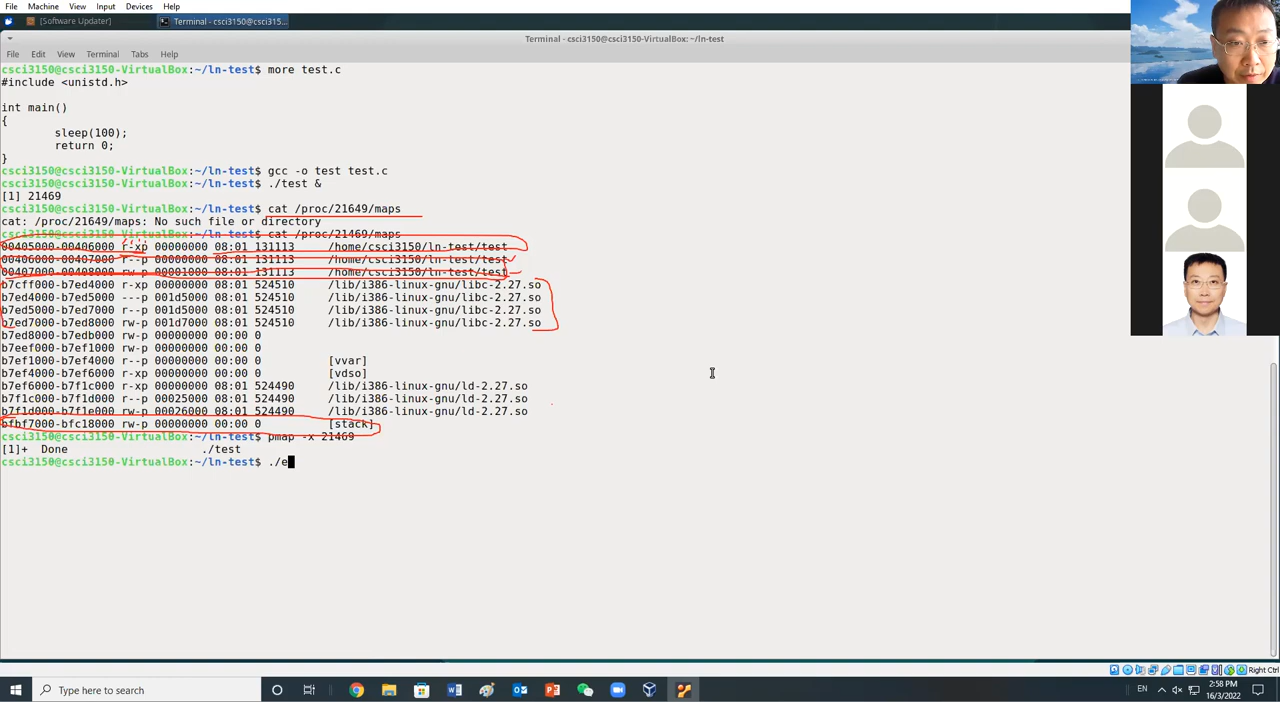 File Machine View Input Devices Help
[Software Updater] Terminal - csci3150@csci315...
Terminal - csci3150@csci3150-VirtualBox: ~/ln-test
File Edit View Terminal Tabs Help
csci3150@csci3150-VirtualBox:~/ln-test$ more test.c
#include <unistd.h>
int main()
{
sleep(100);
return 0;
}
csci3150@csci3150-VirtualBox:~/ln-test$ gcc -o test test.c
csci3150@csci3150-VirtualBox:~/ln-test$ ./test &
[1] 21469
csci3150@csci3150-VirtualBox:~/ln-test$ cat /proc/21649/maps
cat: /proc/21649/maps: No such file or directory
csci3150@csci3150-VirtualBox:~/ln-test$ cat /proc/21469/maps
00405000-00406000 r-xp 00000000 08:01 131113 /home/csci3150/ln-test/test
00406000-00407000 r--p 00000000 08:01 131113 /home/csci3150/ln-test/test
00407000-00408000 rw-p 00001000 08:01 131113 /home/csci3150/ln-test/test
b7cff000-b7ed4000 r-xp 00000000 08:01 524510 /lib/i386-linux-gnu/libc-2.27.so
b7ed4000-b7ed5000 ---p 001d5000 08:01 524510 /lib/i386-linux-gnu/libc-2.27.so
b7ed5000-b7ed7000 r--p 001d5000 08:01 524510 /lib/i386-linux-gnu/libc-2.27.so
b7ed7000-b7ed8000 rw-p 001d7000 08:01 524510 /lib/i386-linux-gnu/libc-2.27.so
b7ed8000-b7edb000 rw-p 00000000 00:00 0
b7eef000-b7ef1000 rw-p 00000000 00:00 0
b7ef1000-b7ef4000 r--p 00000000 00:00 0 [vvar]
b7ef4000-b7ef6000 r-xp 00000000 00:00 0 [vdso]
b7ef6000-b7f1c000 r-xp 00000000 08:01 524490 /lib/i386-linux-gnu/ld-2.27.so
b7f1c000-b7f1d000 r--p 00025000 08:01 524490 /lib/i386-linux-gnu/ld-2.27.so
b7f1d000-b7f1e000 rw-p 00026000 08:01 524490 /lib/i386-linux-gnu/ld-2.27.so
bfbf7000-bfc18000 rw-p 00000000 00:00 0 [stack]
csci3150@csci3150-VirtualBox:~/ln-test$ pmap -x 21469
[1]+ Done ./test
csci3150@csci3150-VirtualBox:~/ln-test$ ./e
Right Ctrl
Type here to search
EN
2:58 PM
16/3/2022